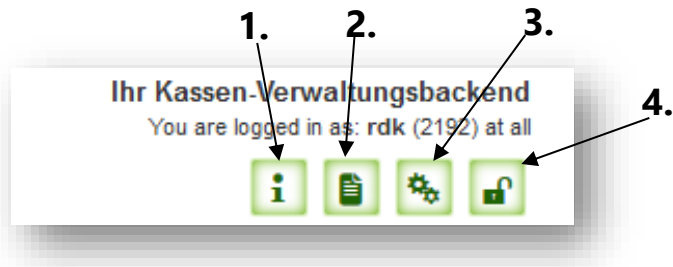 1. 2. 3.
4.
Ihr Kassen-Verwaltungsbackend
You are logged in as: rdk (2192) at all